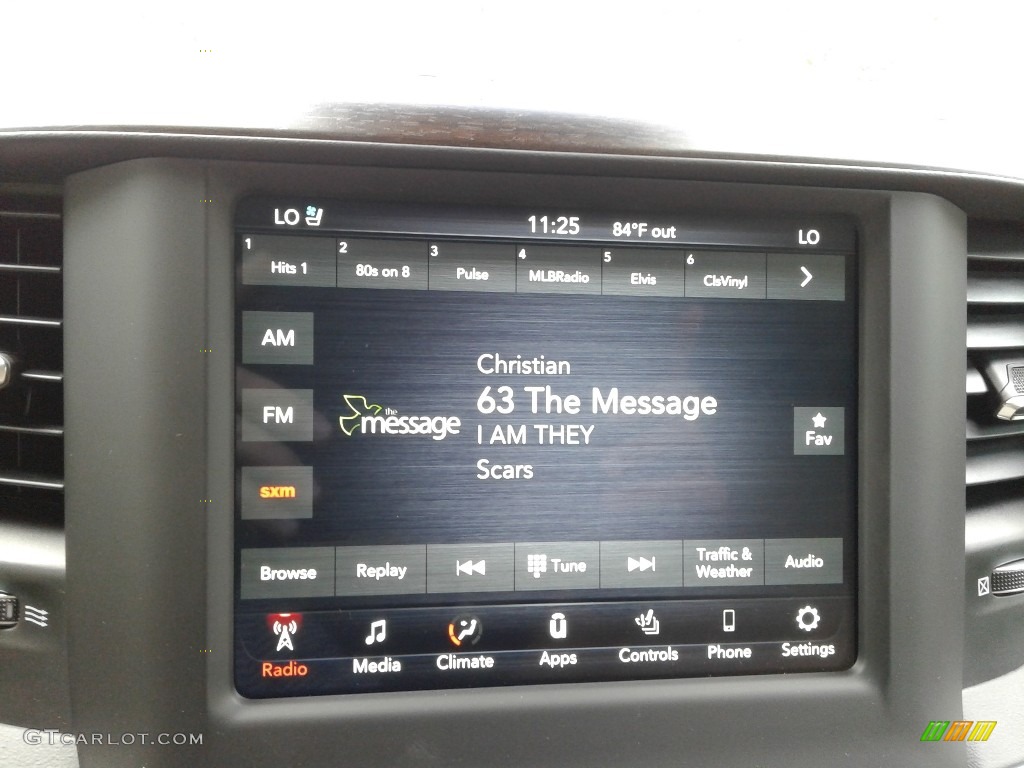 LO 11:25 84°F out LO
1 Hits 1 2 80s on 8 3 Pulse 4 MLBRadio 5 Elvis 6 ClsVinyl
AM
FM
sxm
the message
Christian
63 The Message
I AM THEY
Scars
Fav
Browse Replay Tune Traffic & Weather Audio
Radio Media Climate Apps Controls Phone Settings
GTCARLOT.COM